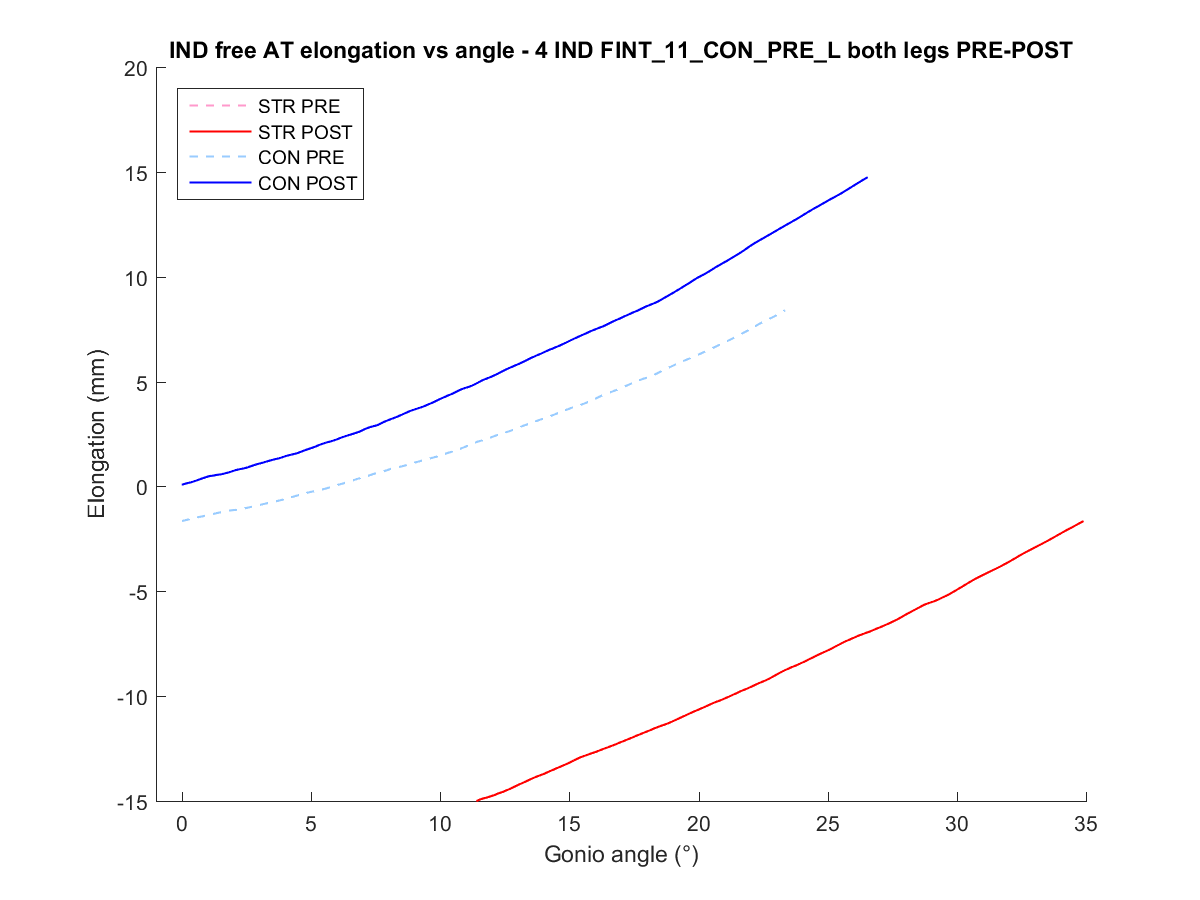 IND free AT elongation vs angle - 4 IND FINT_11_CON_PRE_L both legs PRE-POST
20
15
10
5
0
-5
-10
-15
STR PRE
STR POST
CON PRE
CON POST
Elongation (mm)
0 5 10 15 20 25 30 35
Gonio angle (°)